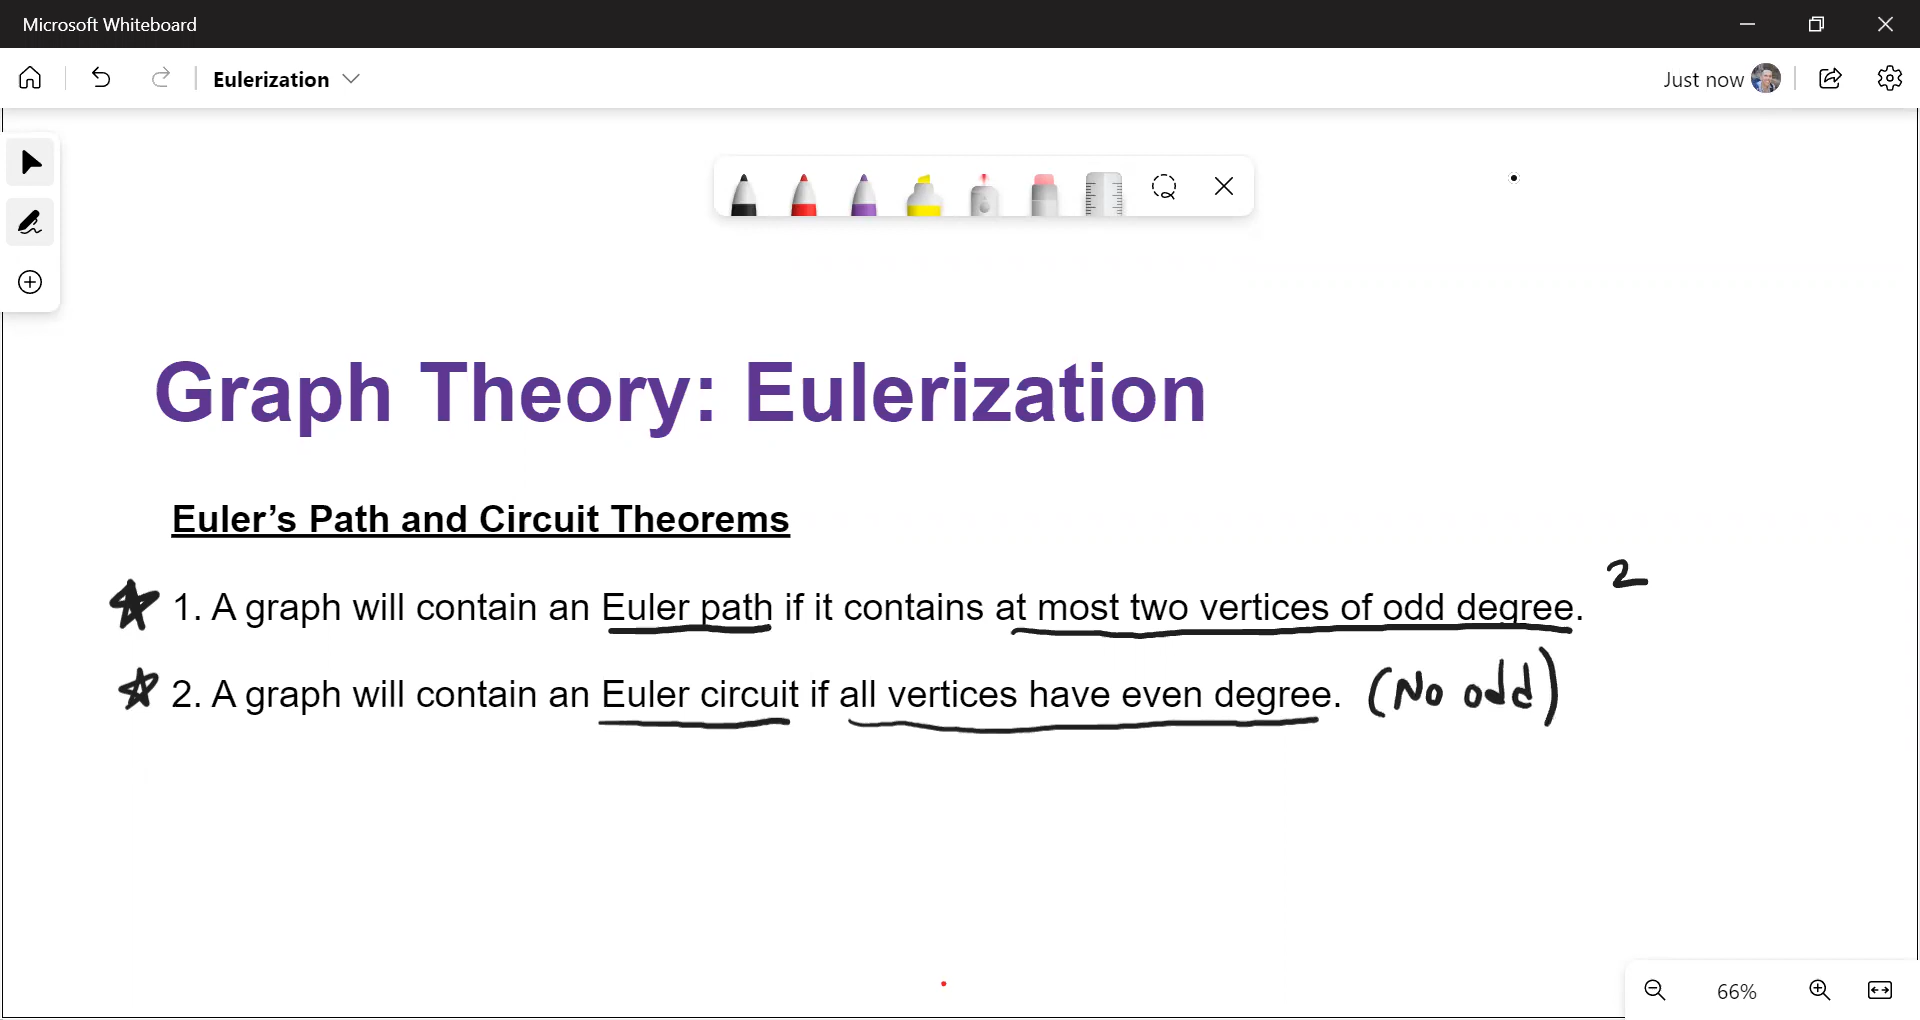 Microsoft Whiteboard
Eulerization
Just now
Graph Theory: Eulerization
Euler’s Path and Circuit Theorems
1. A graph will contain an Euler path if it contains at most two vertices of odd degree. 2
2. A graph will contain an Euler circuit if all vertices have even degree. (No odd)
66%